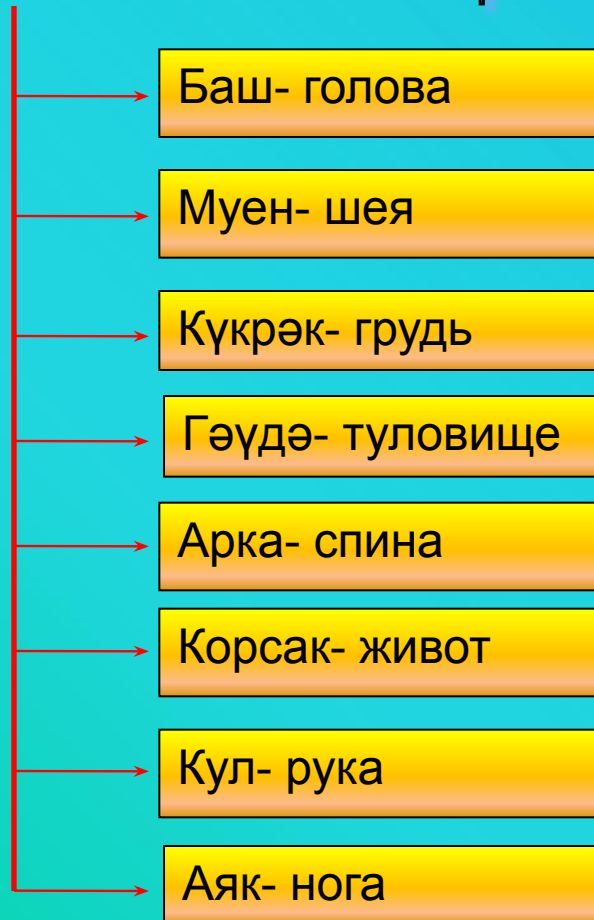 Баш- голова
Муен- шея
Күкрәк- грудь
Гәүдә- туловище
Арка- спина
Корсак- живот
Кул- рука
Аяк- нога